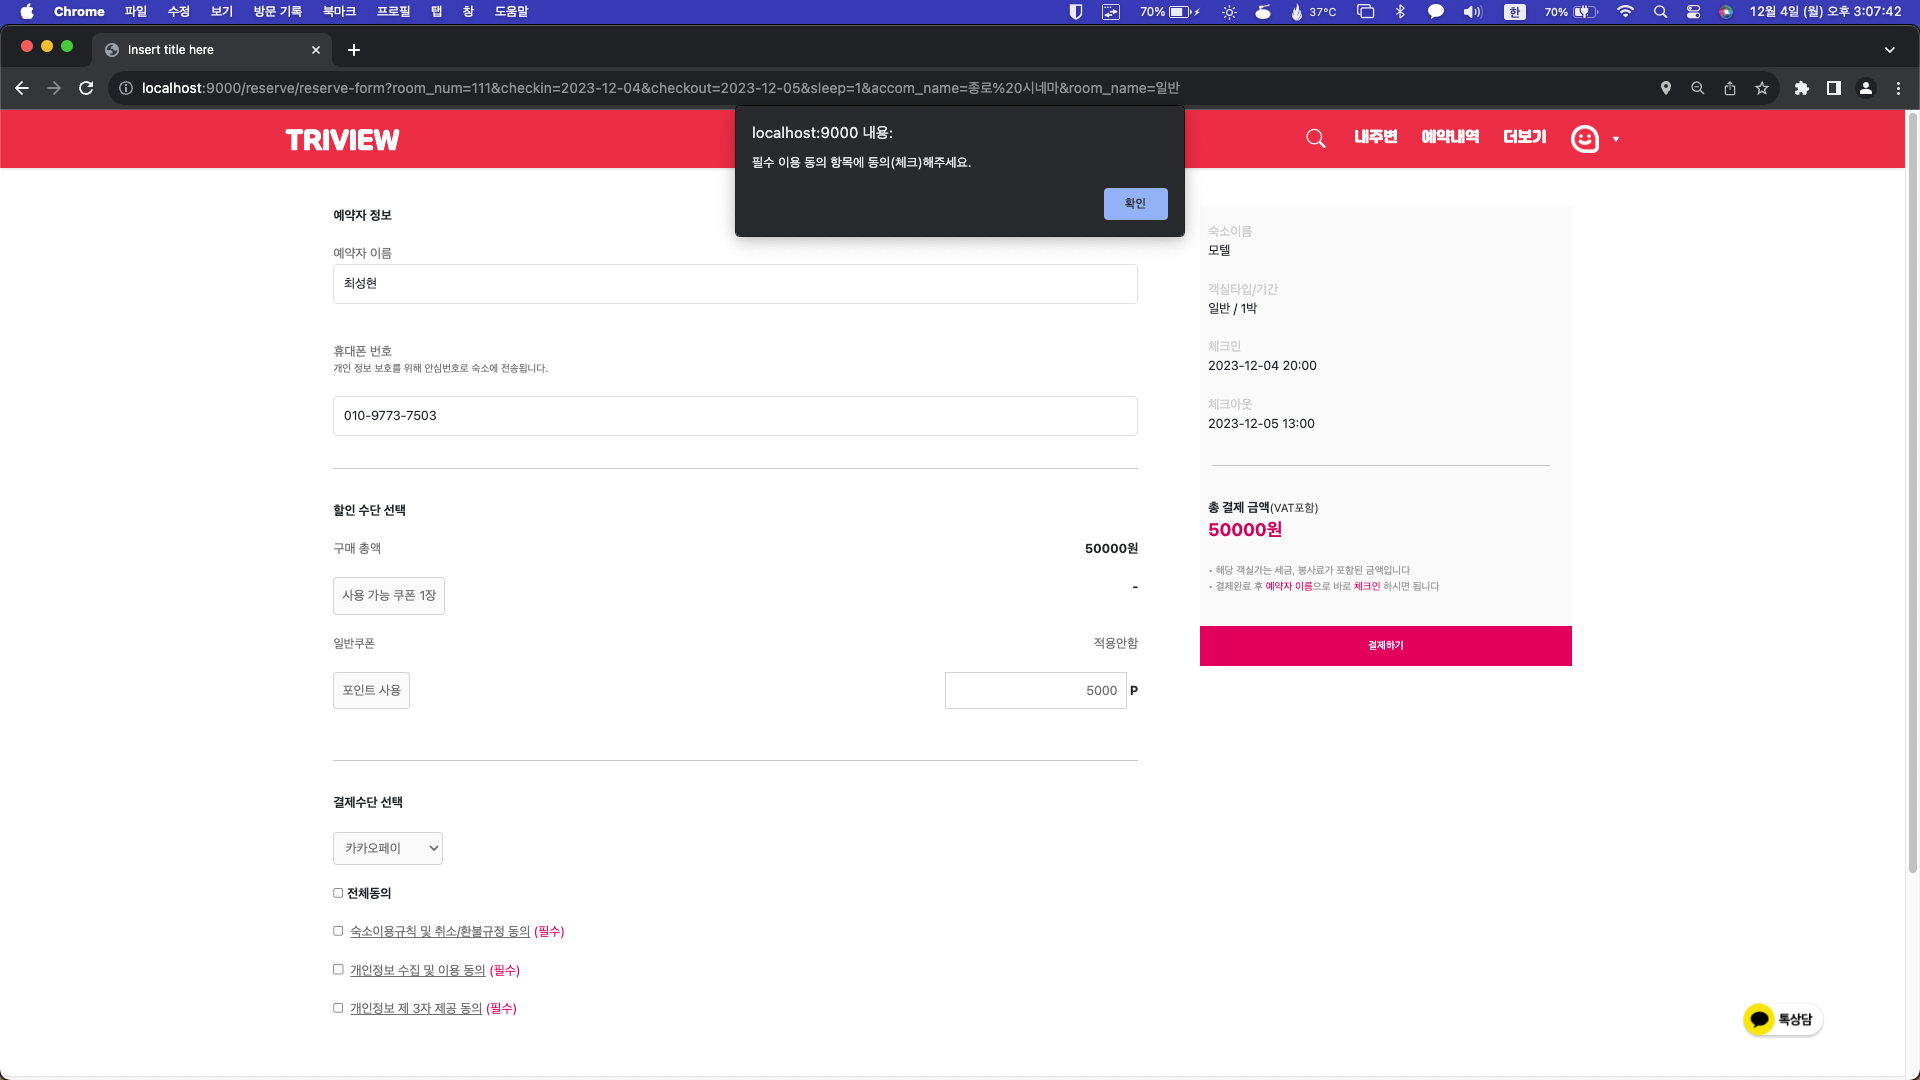 Chrome 파일 수정 보기 방문 기록 북마크 프로필 탭 창 도움말 70% 37°C 한 70% 12월 4일 (월) 오후 3:07:42
Insert title here
localhost:9000/reserve/reserve-form?room_num=111&checkin=2023-12-04&checkout=2023-12-05&sleep=1&accom_name=종로%20시네마&room_name=일반
TRIVIEW
내주변 예약내역 더보기
localhost:9000 내용:
필수 이용 동의 항목에 동의(체크)해주세요.
확인
예약자 정보
예약자 이름
최성현
휴대폰 번호
개인 정보 보호를 위해 안심번호로 숙소에 전송됩니다.
010-9773-7503
할인 수단 선택
구매 총액 50000원
사용 가능 쿠폰 1장 -
일반쿠폰 적용안함
포인트 사용 5000 P
결제수단 선택
카카오페이
전체동의
숙소이용규칙 및 취소/환불규정 동의 (필수)
개인정보 수집 및 이용 동의 (필수)
개인정보 제 3자 제공 동의 (필수)
숙소이름
모텔
객실타입/기간
일반 / 1박
체크인
2023-12-04 20:00
체크아웃
2023-12-05 13:00
총 결제 금액(VAT포함)
50000원
• 해당 객실가는 세금, 봉사료가 포함된 금액입니다
• 결제완료 후 예약자 이름으로 바로 체크인 하시면 됩니다
결제하기
톡상담